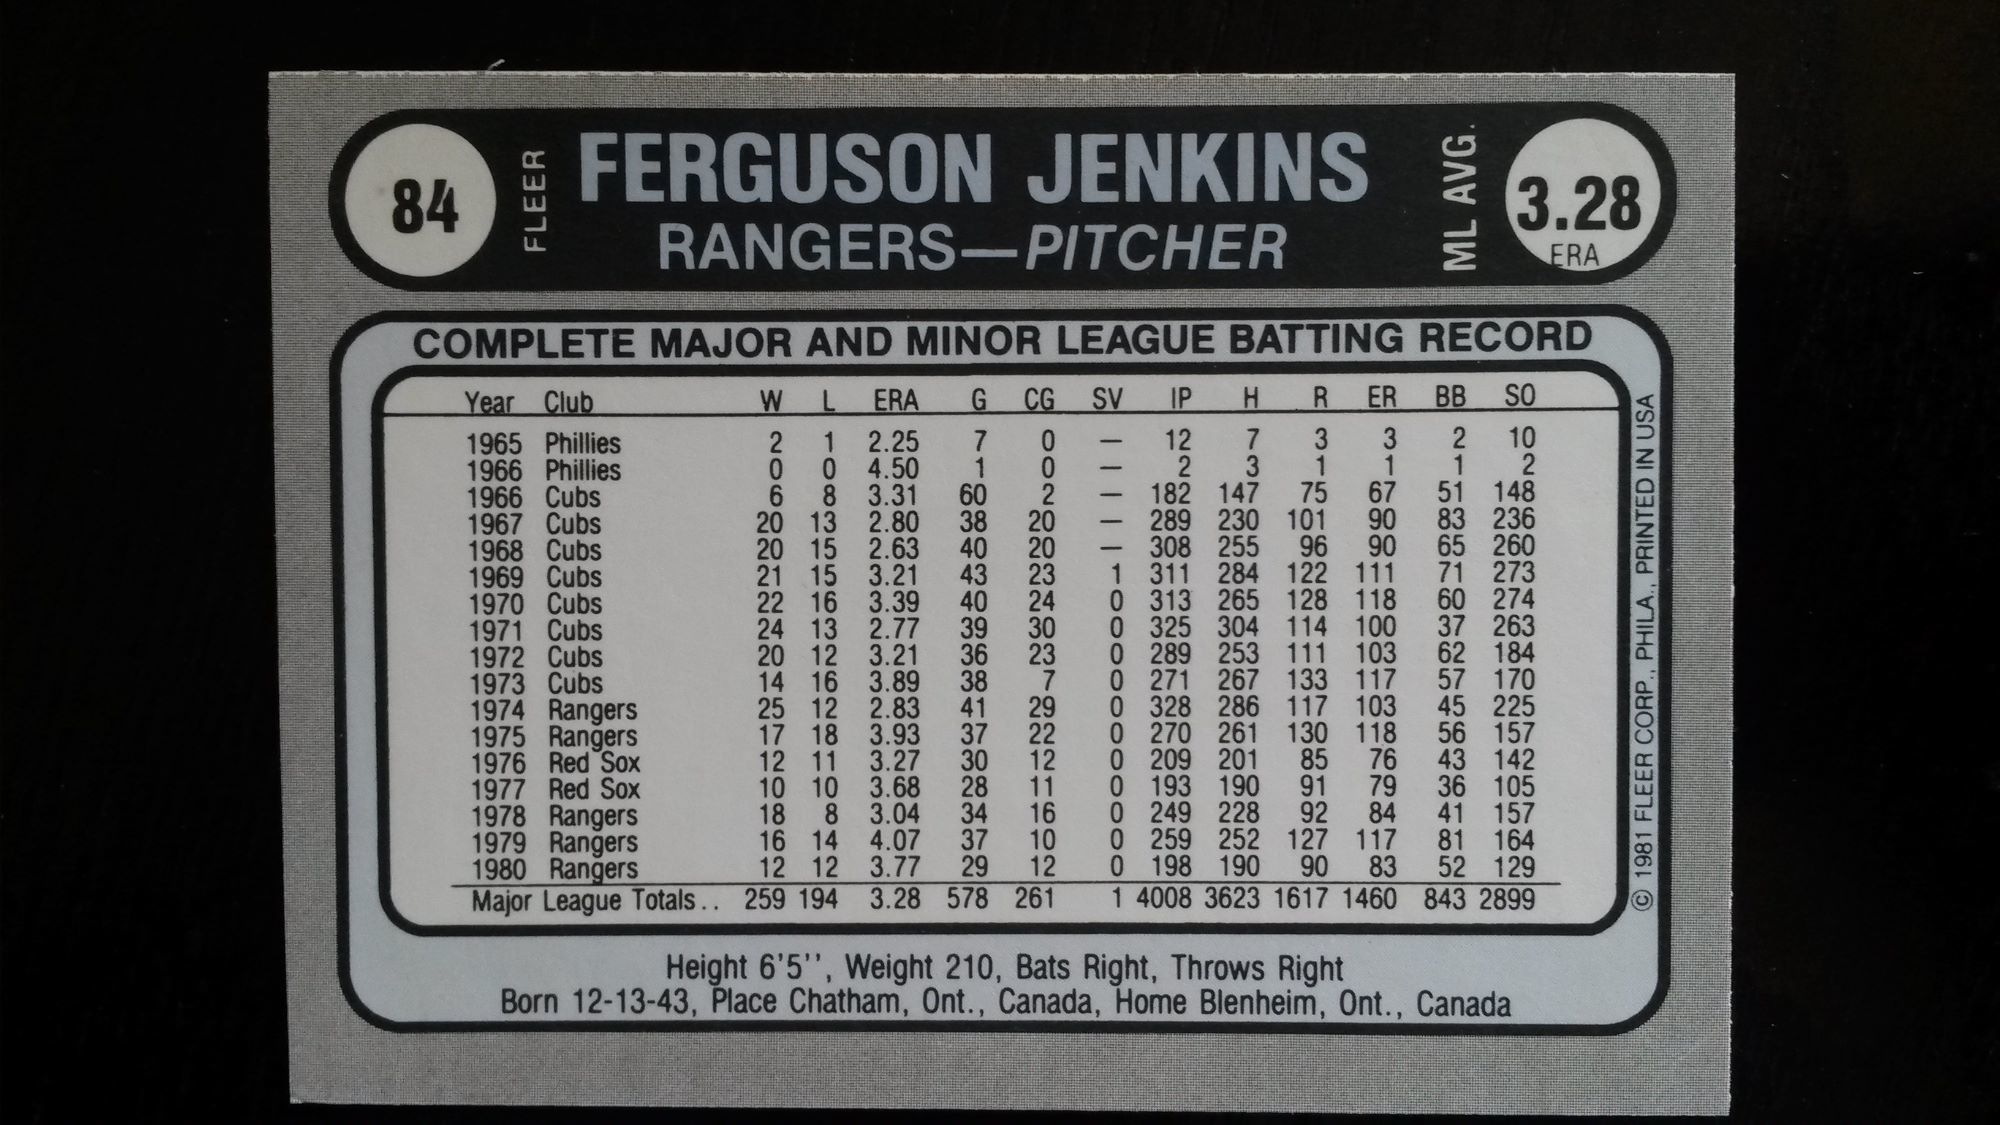 84
FLEER
FERGUSON JENKINS
RANGERS—PITCHER
ML AVG.
3.28
ERA
COMPLETE MAJOR AND MINOR LEAGUE BATTING RECORD
Year Club W L ERA G CG SV IP H R ER BB SO
1965 Phillies 2 1 2.25 7 0 — 12 7 3 3 2 10
1966 Phillies 0 0 4.50 1 0 — 2 3 1 1 1 2
1966 Cubs 6 8 3.31 60 2 — 182 147 75 67 51 148
1967 Cubs 20 13 2.80 38 20 — 289 230 101 90 83 236
1968 Cubs 20 15 2.63 40 20 — 308 255 96 90 65 260
1969 Cubs 21 15 3.21 43 23 1 311 284 122 111 71 273
1970 Cubs 22 16 3.39 40 24 0 313 265 128 118 60 274
1971 Cubs 24 13 2.77 39 30 0 325 304 114 100 37 263
1972 Cubs 20 12 3.21 36 23 0 289 253 111 103 62 184
1973 Cubs 14 16 3.89 38 7 0 271 267 133 117 57 170
1974 Rangers 25 12 2.83 41 29 0 328 286 117 103 45 225
1975 Rangers 17 18 3.93 37 22 0 270 261 130 118 56 157
1976 Red Sox 12 11 3.27 30 12 0 209 201 85 76 43 142
1977 Red Sox 10 10 3.68 28 11 0 193 190 91 79 36 105
1978 Rangers 18 8 3.04 34 16 0 249 228 92 84 41 157
1979 Rangers 16 14 4.07 37 10 0 259 252 127 117 81 164
1980 Rangers 12 12 3.77 29 12 0 198 190 90 83 52 129
Major League Totals.. 259 194 3.28 578 261 1 4008 3623 1617 1460 843 2899
Height 6'5'', Weight 210, Bats Right, Throws Right
Born 12-13-43, Place Chatham, Ont., Canada, Home Blenheim, Ont., Canada
© 1981 FLEER CORP., PHILA., PRINTED IN USA